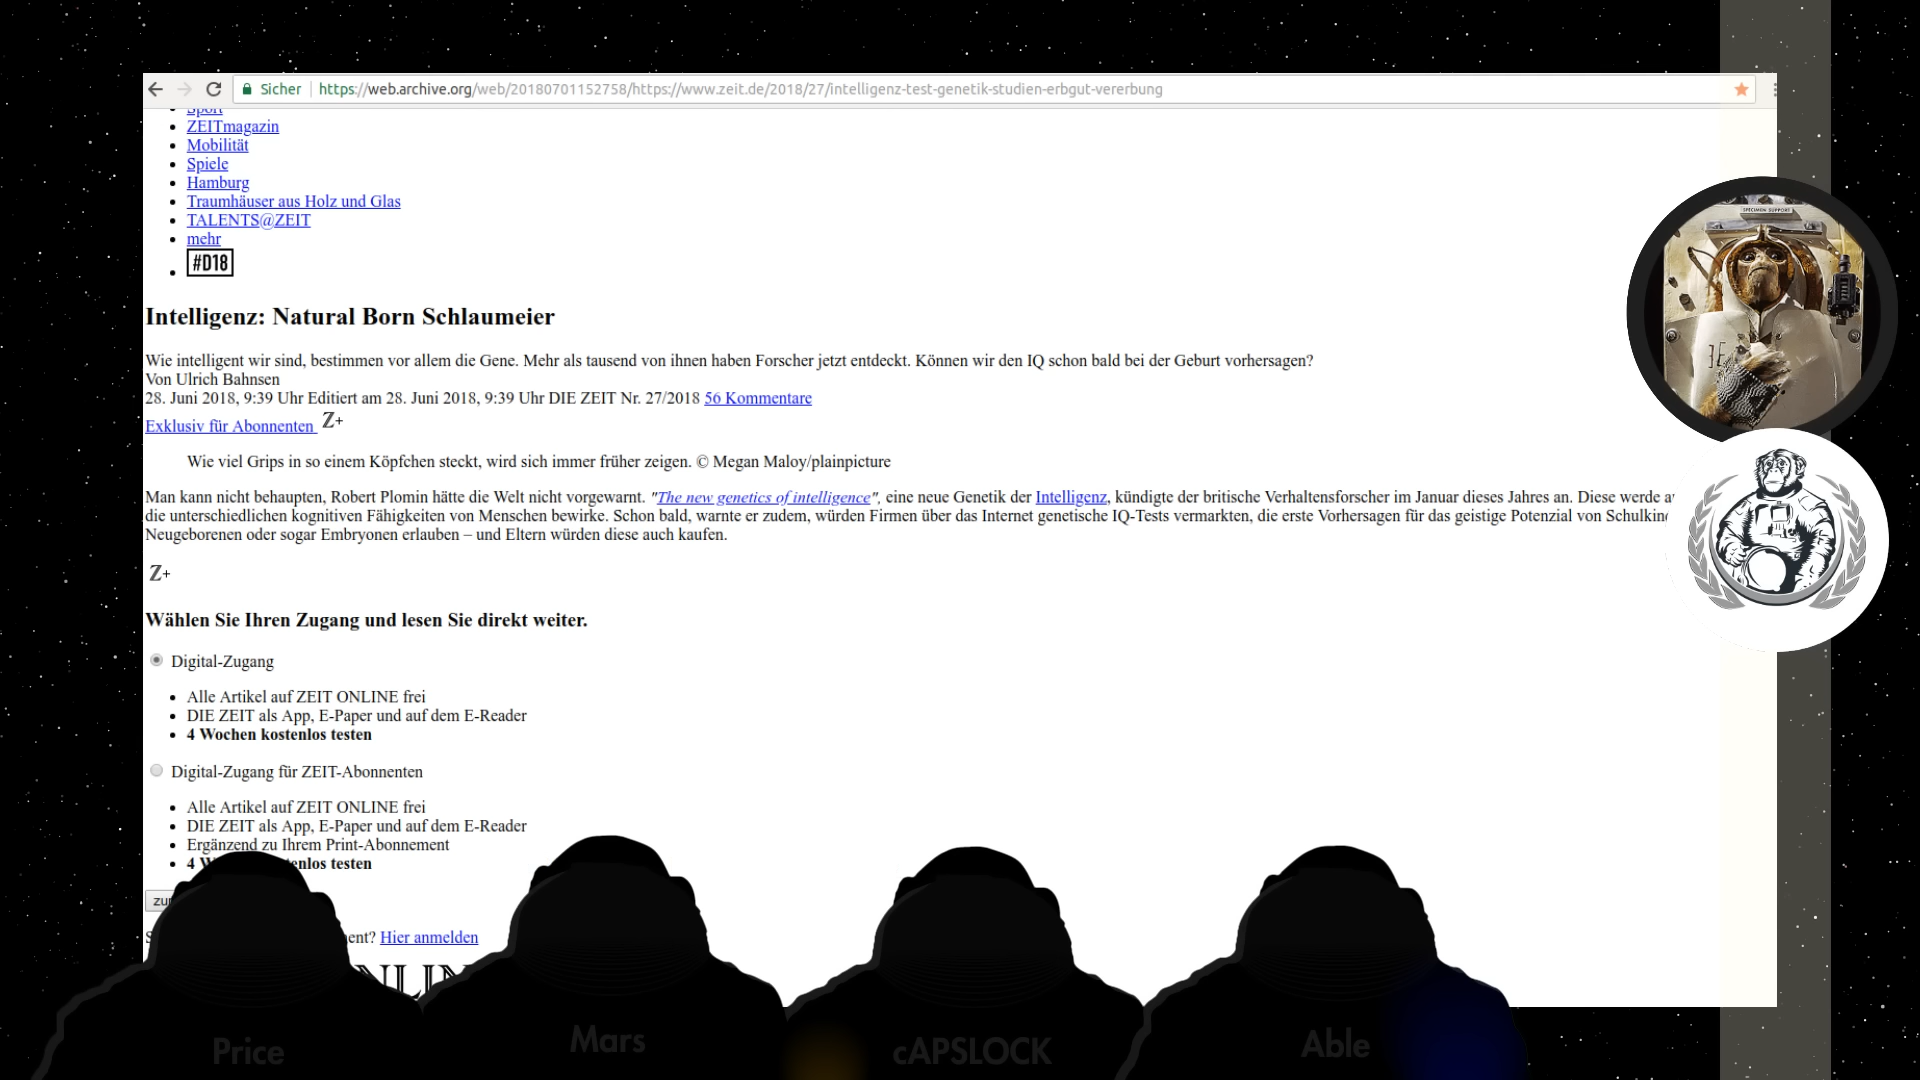 Sicher https://web.archive.org/web/20180701152758/https://www.zeit.de/2018/27/intelligenz-test-genetik-studien-erbgut-vererbung
Sport
ZEITmagazin
Mobilität
Spiele
Hamburg
Traumhäuser aus Holz und Glas
TALENTS@ZEIT
mehr
#D18
SPECIMEN SUPPORT
Intelligenz: Natural Born Schlaumeier
Wie intelligent wir sind, bestimmen vor allem die Gene. Mehr als tausend von ihnen haben Forscher jetzt entdeckt. Können wir den IQ schon bald bei der Geburt vorhersagen?
Von Ulrich Bahnsen
28. Juni 2018, 9:39 Uhr Editiert am 28. Juni 2018, 9:39 Uhr DIE ZEIT Nr. 27/2018 56 Kommentare
Exklusiv für Abonnenten Z+
Wie viel Grips in so einem Köpfchen steckt, wird sich immer früher zeigen. © Megan Maloy/plainpicture
Man kann nicht behaupten, Robert Plomin hätte die Welt nicht vorgewarnt. "The new genetics of intelligence", eine neue Genetik der Intelligenz, kündigte der britische Verhaltensforscher im Januar dieses Jahres an. Diese werde
die unterschiedlichen kognitiven Fähigkeiten von Menschen bewirke. Schon bald, warnte er zudem, würden Firmen über das Internet genetische IQ-Tests vermarkten, die erste Vorhersagen für das geistige Potenzial von
Neugeborenen oder sogar Embryonen erlauben – und Eltern würden diese auch kaufen.
Z+
Wählen Sie Ihren Zugang und lesen Sie direkt weiter.
Digital-Zugang
Alle Artikel auf ZEIT ONLINE frei
DIE ZEIT als App, E-Paper und auf dem E-Reader
4 Wochen kostenlos testen
Digital-Zugang für ZEIT-Abonnenten
Alle Artikel auf ZEIT ONLINE frei
DIE ZEIT als App, E-Paper und auf dem E-Reader
Ergänzend zu Ihrem Print-Abonnement
4 testen
Hier anmelden
Price
Mars
cAPSLOCK
Able